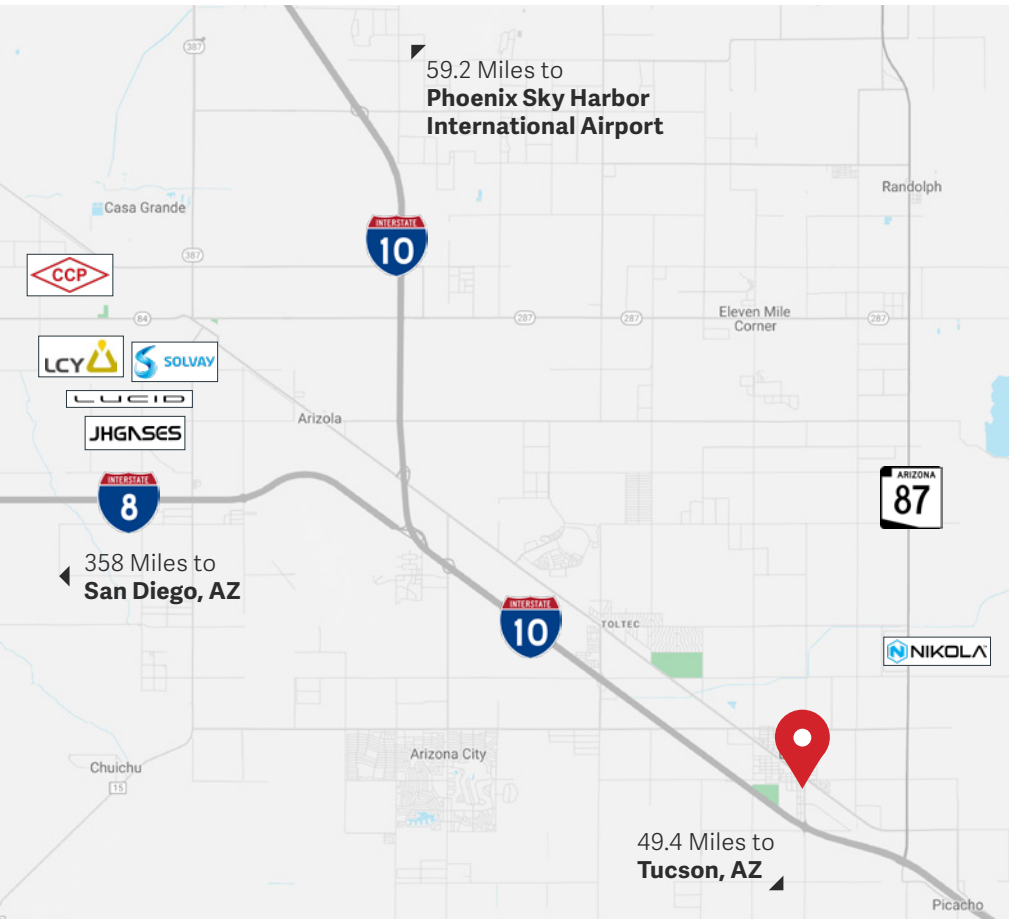 387
59.2 Miles to
Phoenix Sky Harbor
International Airport
Randolph
Casa Grande
INTERSTATE
10
387
CCP
84
287
287
Eleven Mile
Corner
287
LCY
SOLVAY
LUCID
Arizola
JHGASES
INTERSTATE
8
ARIZONA
87
358 Miles to
San Diego, AZ
INTERSTATE
10
TOLTEC
NIKOLA
Arizona City
Chuichu
15
49.4 Miles to
Tucson, AZ
Picacho